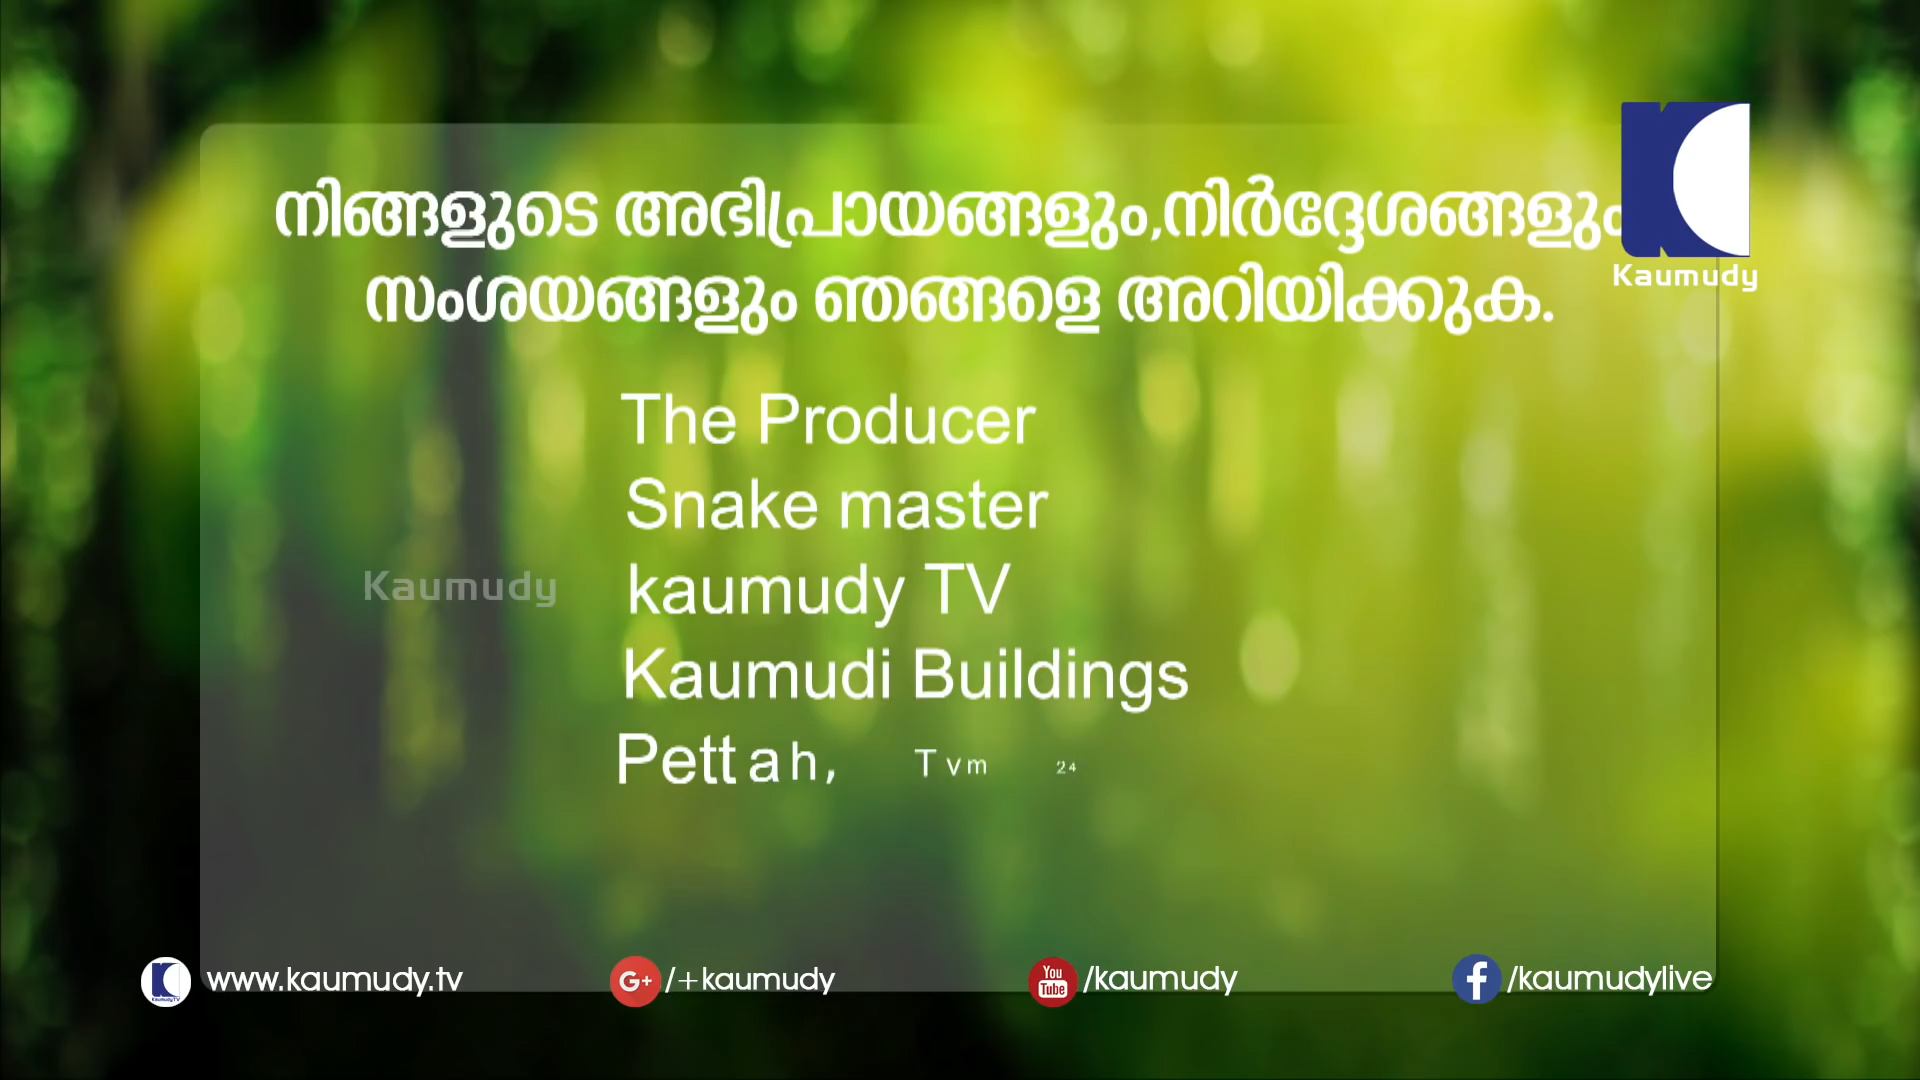 നിങ്ങളുടെ അഭിപ്രായങ്ങളും,നിർദ്ദേശങ്ങളും
Kaumudy
സംശയങ്ങളും ഞങ്ങളെ അറിയിക്കുക.
The Producer
Snake master
kaumudy TV
Kaumudy
Kaumudi Buildings
Pettah, Tvm 24
www.kaumudy.tv
G+ /+kaumudy
You Tube /kaumudy
f /kaumudylive